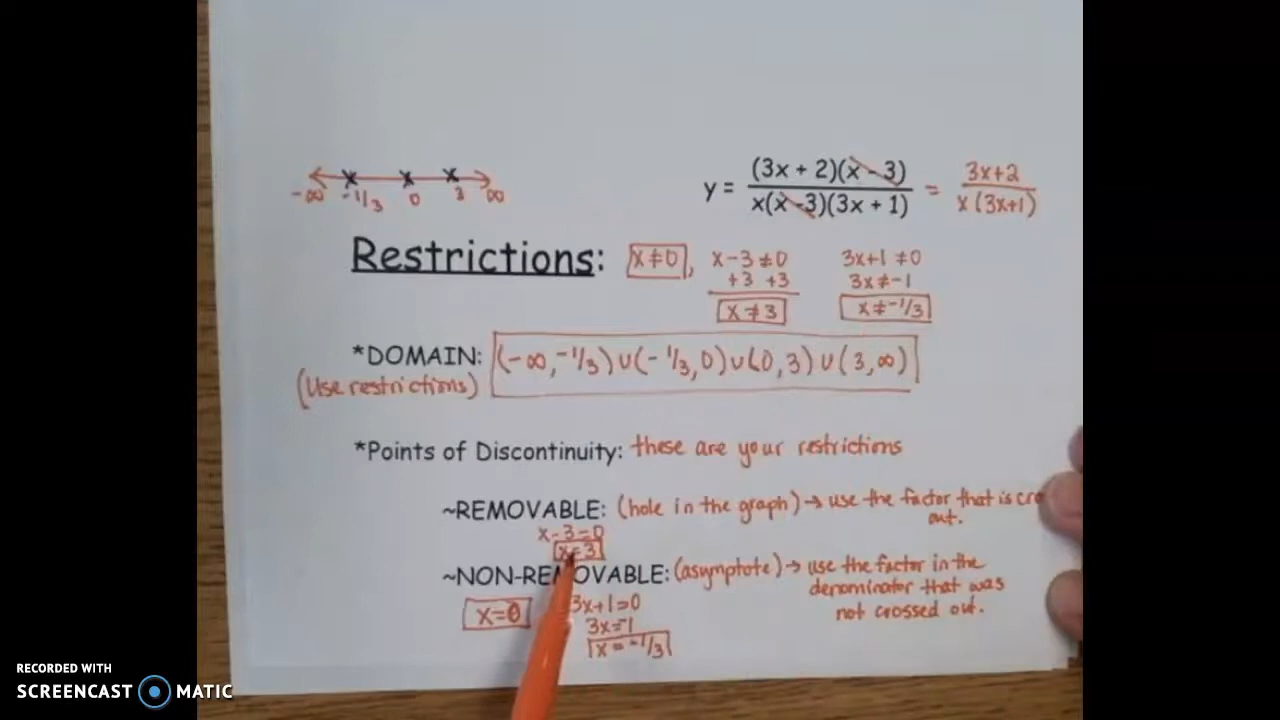 -∞ -1/3 0 3 ∞
y = (3x + 2)(x - 3) / x(x - 3)(3x + 1) = 3x+2 / x(3x+1)
Restrictions: x≠0, x-3≠0 3x+1≠0
+3 +3 3x≠-1
x≠3 x≠-1/3
*DOMAIN: (-∞,-1/3)∪(-1/3,0)∪(0,3)∪(3,∞)
(Use restrictions)
*Points of Discontinuity: these are your restrictions
~REMOVABLE: (hole in the graph)→ use the factor that is
out.
x-3=0
x=3
~NON-REMOVABLE: (asymptote)→ use the factor in the
denominator that was
not crossed out.
x=0 3x+1=0
3x=-1
x=-1/3
RECORDED WITH
SCREENCAST MATIC